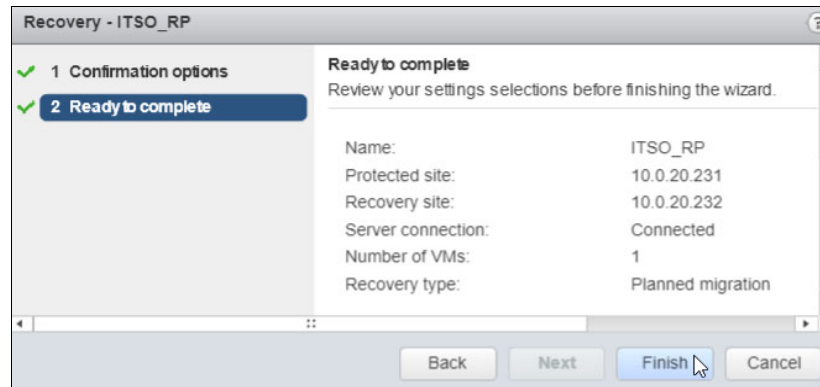 Recovery - ITSO_RP
?
1 Confirmation options
2 Ready to complete
Ready to complete
Review your settings selections before finishing the wizard.
Name: ITSO_RP
Protected site: 10.0.20.231
Recovery site: 10.0.20.232
Server connection: Connected
Number of VMs: 1
Recovery type: Planned migration
Back Next Finish Cancel